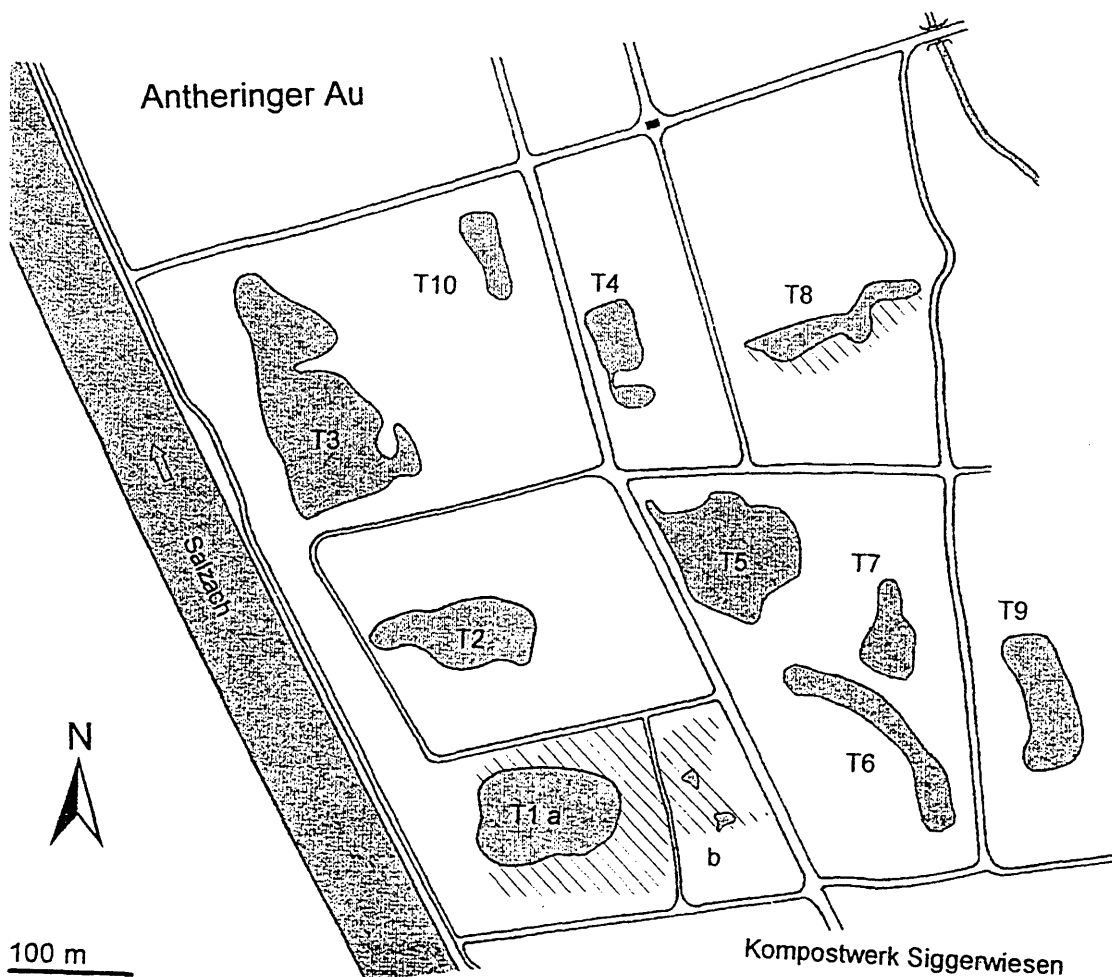 Antheringer Au
T10
T4
T8
T3
Salzach
T5
T7
T2
T9
N
T6
T1 a
b
100 m
Kompostwerk Siggerwiesen